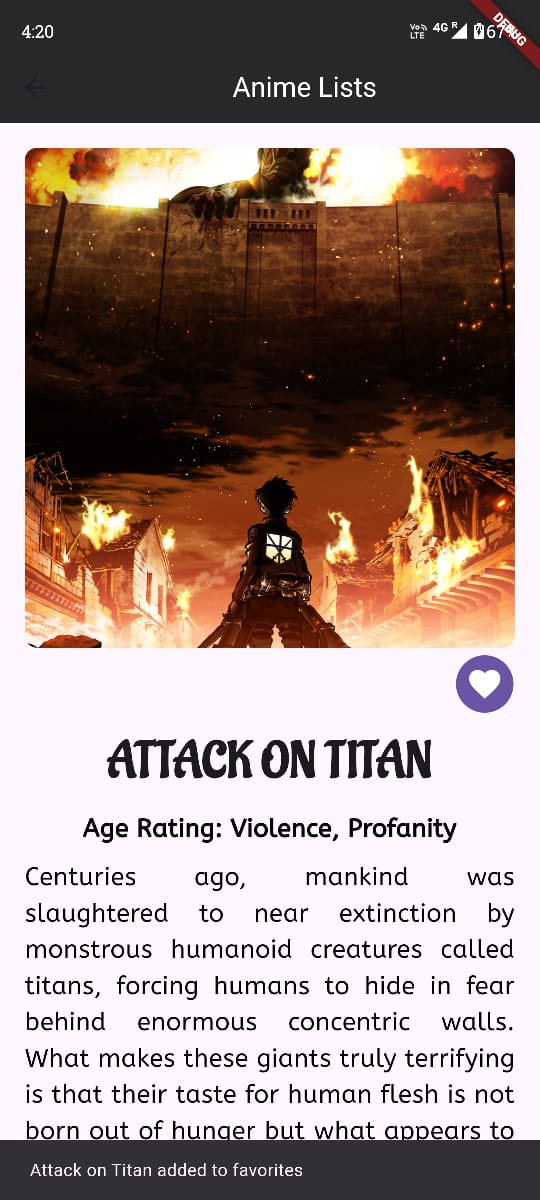 4:20
Vo
LTE
4G R
67
DEBUG
Anime Lists
ATTACK ON TITAN
Age Rating: Violence, Profanity
Centuries ago, mankind was
slaughtered to near extinction by
monstrous humanoid creatures called
titans, forcing humans to hide in fear
behind enormous concentric walls.
What makes these giants truly terrifying
is that their taste for human flesh is not
born out of hunger but what appears to
Attack on Titan added to favorites